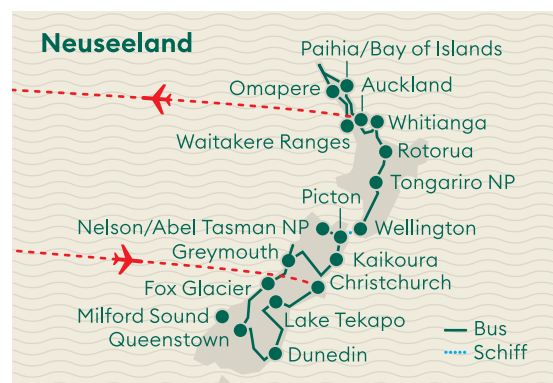 Neuseeland
Paihia/Bay of Islands
Omapere
Auckland
Whitianga
Waitakere Ranges
Rotorua
Tongariro NP
Picton
Nelson/Abel Tasman NP
Wellington
Greymouth
Kaikoura
Christchurch
Fox Glacier
Milford Sound
Lake Tekapo
Queenstown
Bus
Schiff
Dunedin